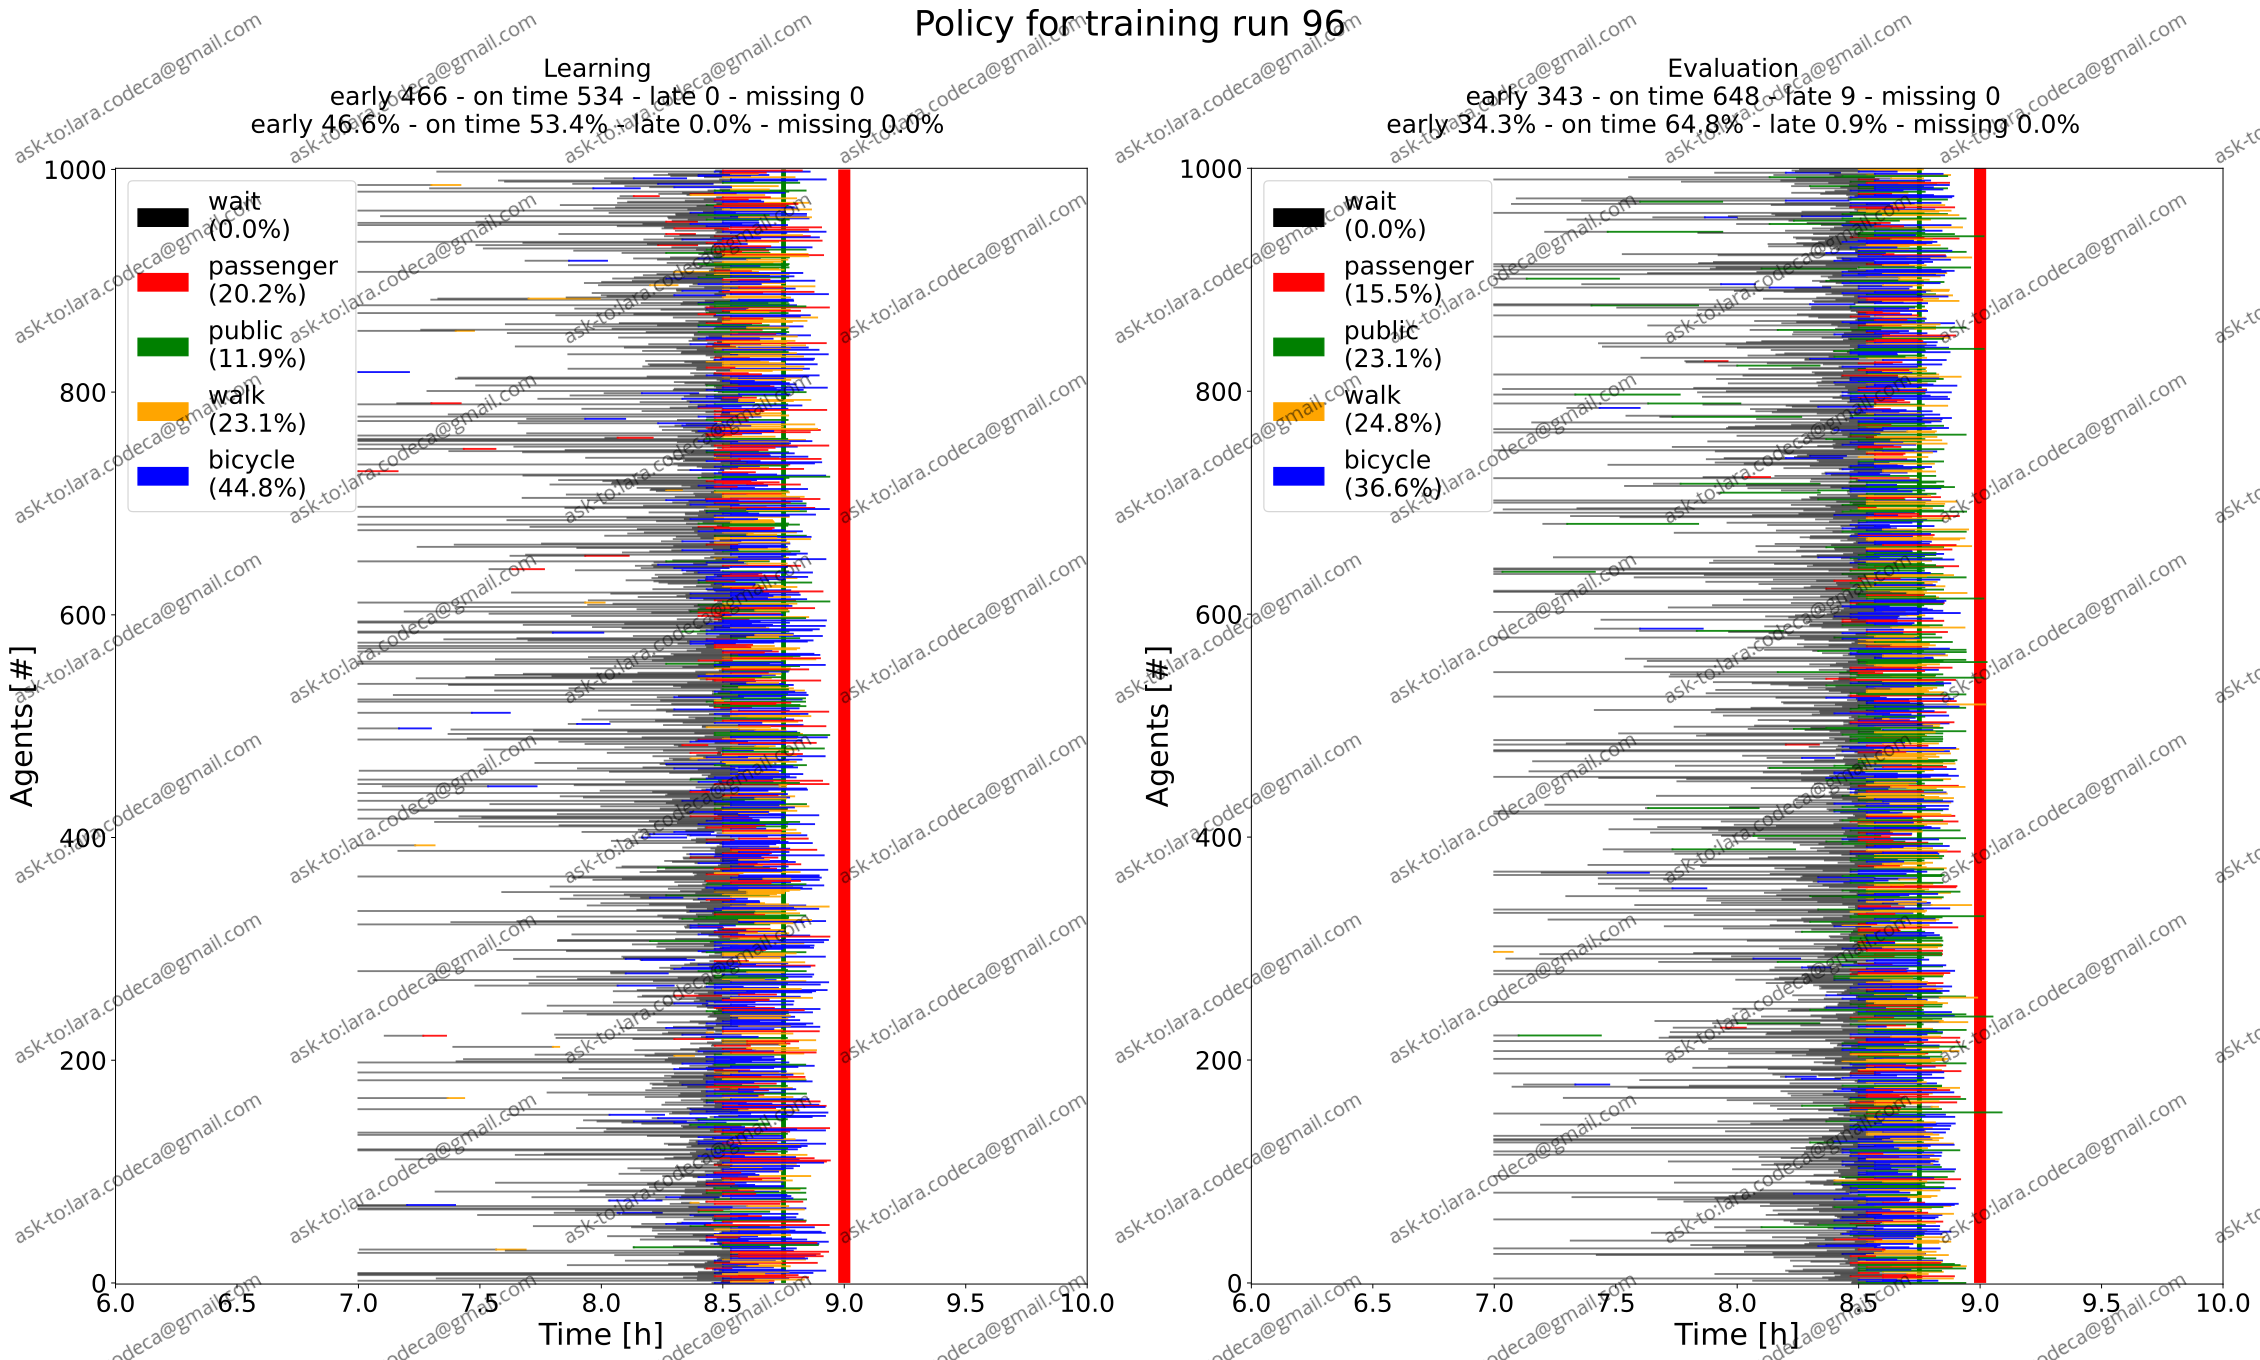 Policy for training run 96
Learning
early 466 - on time 534 - late 0 - missing 0
early 46.6% - on time 53.4% - late 0.0% - missing 0.0%
1000
800
600
400
200
0
Agents [#]
wait
(0.0%)
passenger
(20.2%)
public
(11.9%)
walk
(23.1%)
bicycle
(44.8%)
6.0 6.5 7.0 7.5 8.0 8.5 9.0 9.5 10.0
Time [h]
Evaluation
early 343 - on time 648 - late 9 - missing 0
early 34.3% - on time 64.8% - late 0.9% - missing 0.0%
1000
800
600
400
200
0
Agents [#]
wait
(0.0%)
passenger
(15.5%)
public
(23.1%)
walk
(24.8%)
bicycle
(36.6%)
6.0 6.5 7.0 7.5 8.0 8.5 9.0 9.5 10.0
Time [h]
ask-to:lara.codeca@gmail.com